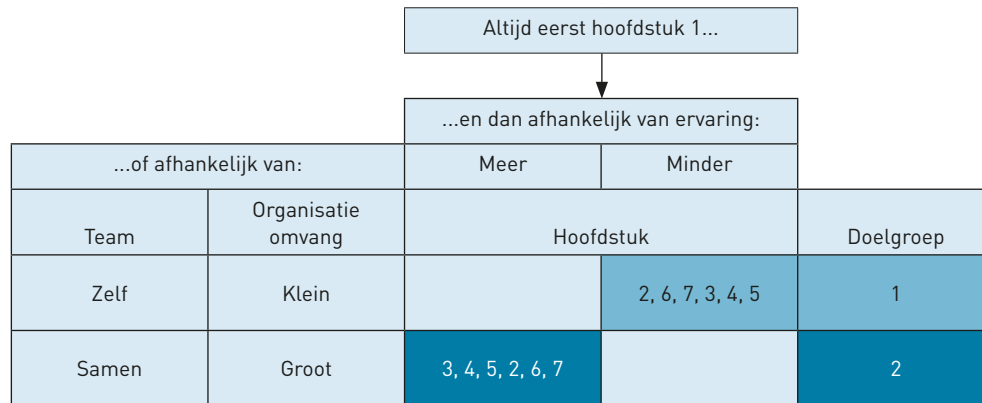 Altijd eerst hoofdstuk 1...
...en dan afhankelijk van ervaring:
...of afhankelijk van:
Meer
Minder
Team
Organisatie
omvang
Hoofdstuk
Doelgroep
Zelf
Klein
2, 6, 7, 3, 4, 5
1
Samen
Groot
3, 4, 5, 2, 6, 7
2